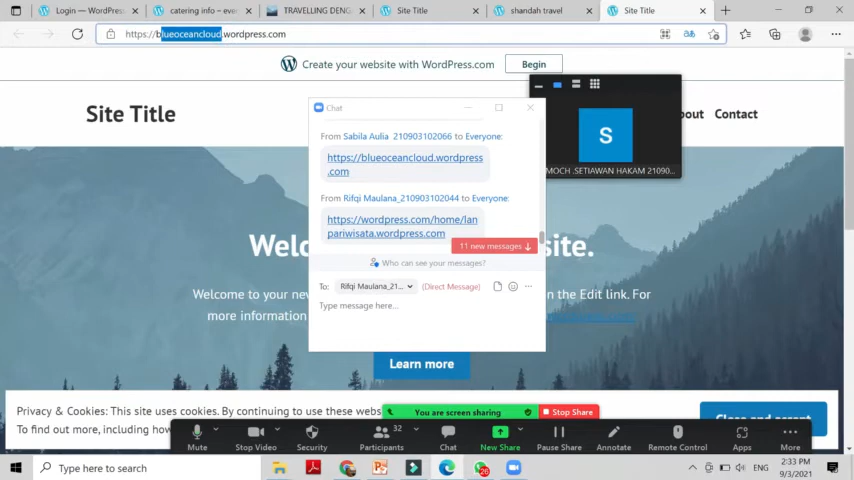 Login — WordPres
catering info – ever
TRAVELLING DENG
Site Title
shandah travel
Site Title
https://blueoceancloud.wordpress.com
Create your website with WordPress.com
Begin
Site Title
bout
Contact
Chat
From Sabila Aulia 210903102066 to Everyone:
https://blueoceancloud.wordpress
.com
From Rifqi Maulana_210903102044 to Everyone:
https://wordpress.com/home/lan
pariwisata.wordpress.com
11 new messages
Who can see your messages?
To: Rifqi Maulana_21... (Direct Message)
Type message here...
S
MOCH .SETIAWAN HAKAM 21090...
Welc
site.
Welcome to your new
n the Edit link. For
more information
Learn more
Privacy & Cookies: This site uses cookies. By continuing to use these webs
To find out more, including how
Close and accept
You are screen sharing
Stop Share
Mute
Stop Video
Security
Participants
32
Chat
New Share
Pause Share
Annotate
Remote Control
Apps
More
Type here to search
26
ENG
2:33 PM
9/3/2021